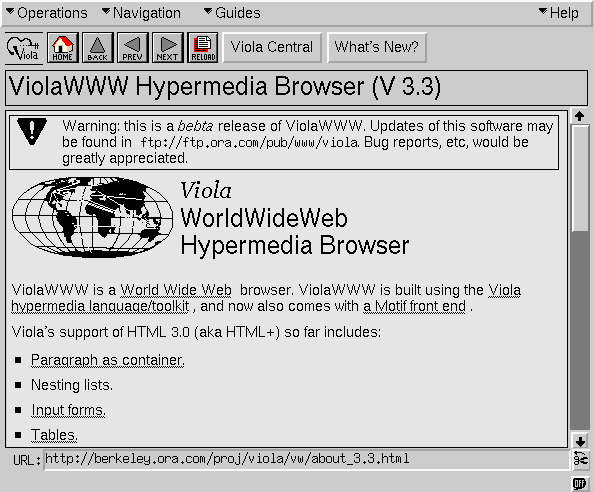 Operations Navigation Guides Help
Viola HOME BACK PREV NEXT RELOAD Viola Central What's New?
ViolaWWW Hypermedia Browser (V 3.3)
Warning: this is a bebta release of ViolaWWW. Updates of this software may
be found in ftp://ftp.ora.com/pub/www/viola. Bug reports, etc, would be
greatly appreciated.
Viola
WorldWideWeb
Hypermedia Browser
ViolaWWW is a World Wide Web browser. ViolaWWW is built using the Viola
hypermedia language/toolkit , and now also comes with a Motif front end .
Viola's support of HTML 3.0 (aka HTML+) so far includes:
Paragraph as container.
Nesting lists.
Input forms.
Tables.
URL: http://berkeley.ora.com/proj/viola/vw/about_3.3.html
OFF